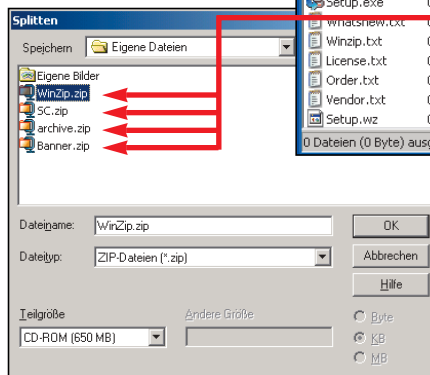 Splitten
Speichern
Eigene Dateien
Eigene Bilder
WinZip.zip
SC.zip
archive.zip
Banner.zip
Setup.exe
Whatsnew.txt
Winzip.txt
License.txt
Order.txt
Vendor.txt
Setup.wz
0 Dateien (0 Byte)
Dateiname:
WinZip.zip
OK
Dateityp:
ZIP-Dateien (*.zip)
Abbrechen
Hilfe
Teilgröße
Andere Größe
CD-ROM (650 MB)
Byte
KB
MB